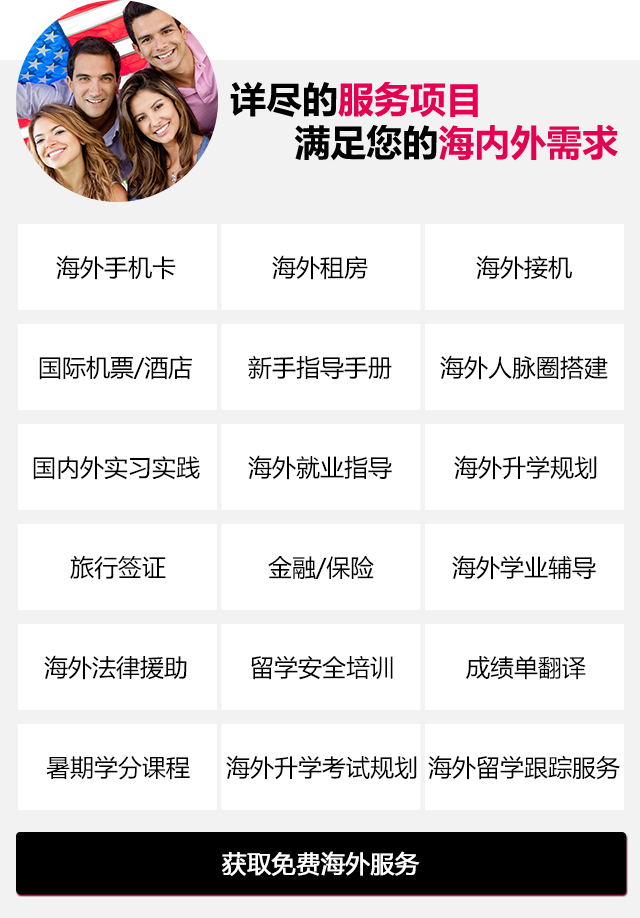 详尽的服务项目
满足您的海内外需求
海外手机卡
海外租房
海外接机
国际机票/酒店
新手指导手册
海外人脉圈搭建
国内外实习实践
海外就业指导
海外升学规划
旅行签证
金融/保险
海外学业辅导
海外法律援助
留学安全培训
成绩单翻译
暑期学分课程
海外升学考试规划
海外留学跟踪服务
获取免费海外服务